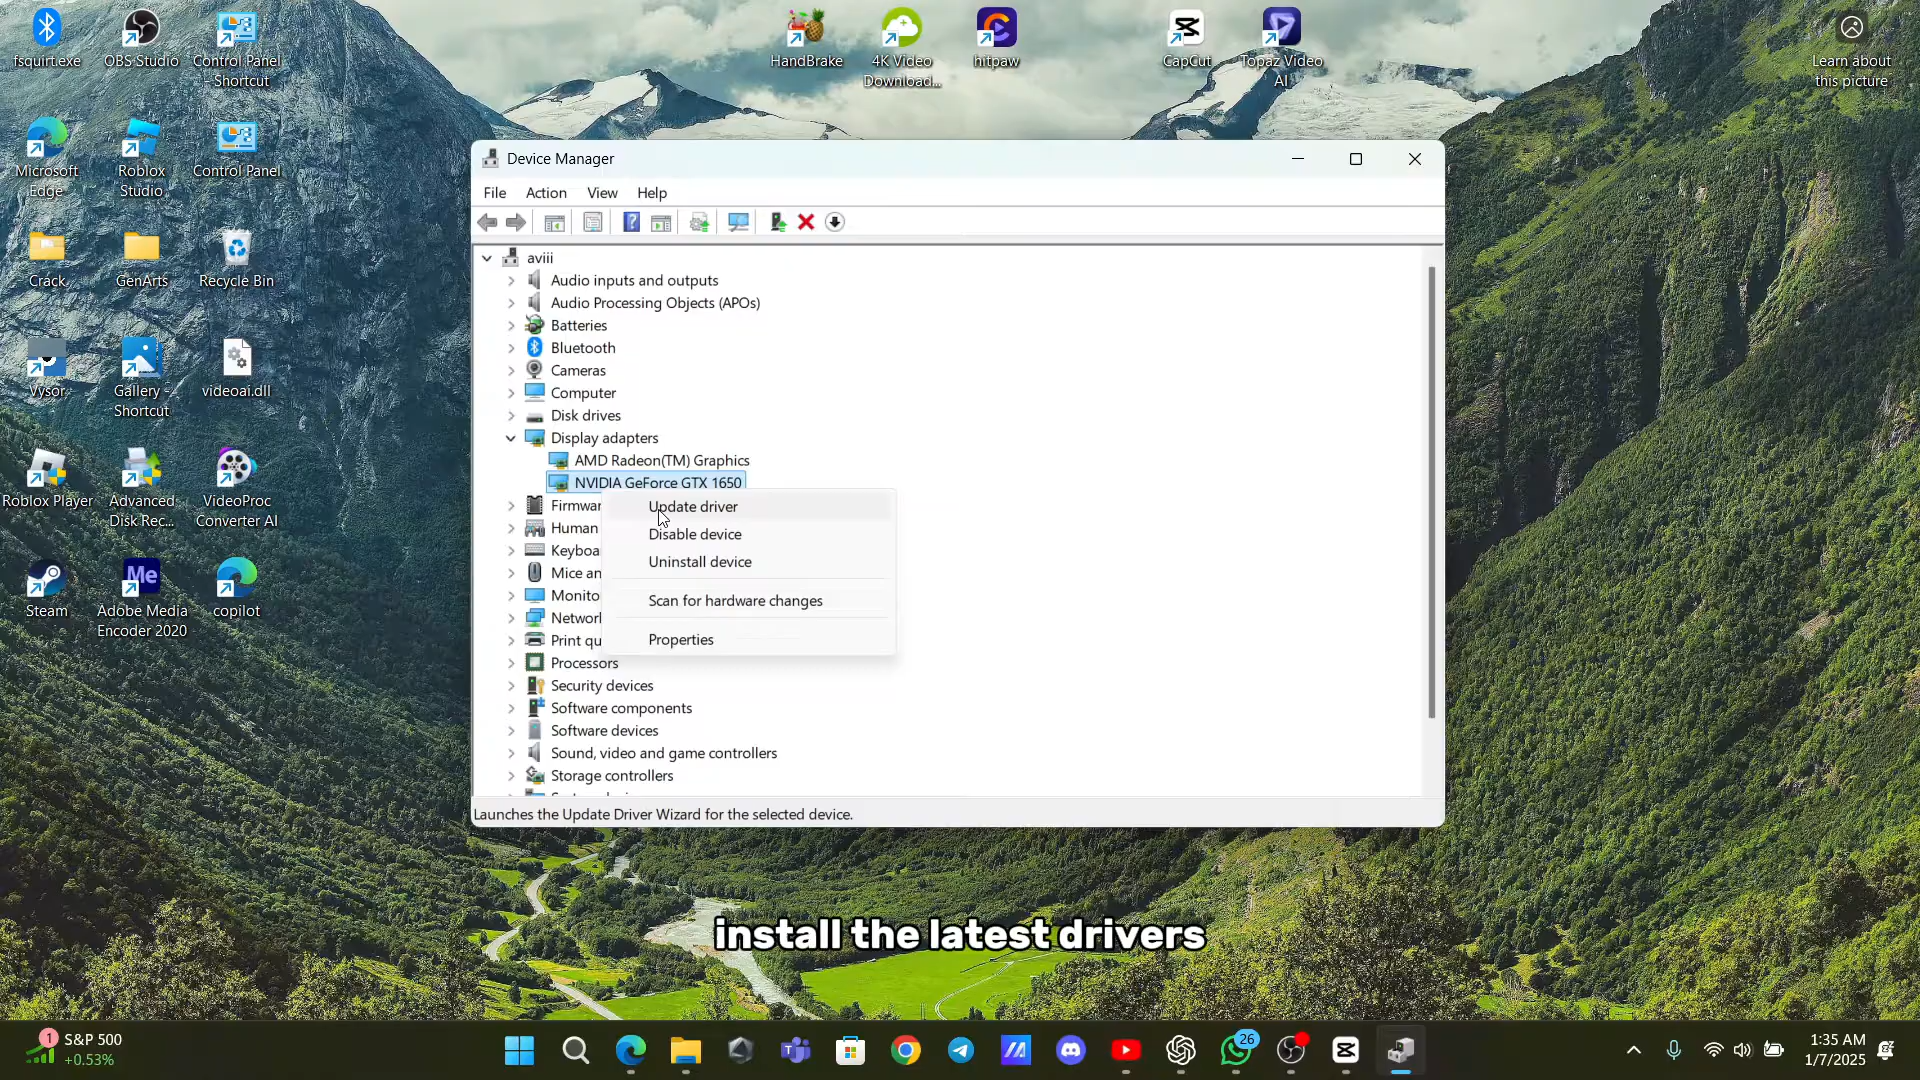 fsquirt.exe
OBS Studio
Control Panel
- Shortcut
HandBrake
4K Video
Download...
hitpaw
CapCut
Topaz Video
AI
Learn about
this picture
Microsoft
Edge
Roblox
Studio
Control Panel
Crack
GenArts
Recycle Bin
Vysor
Gallery -
Shortcut
videoai.dll
Roblox Player
Advanced
Disk Rec...
VideoProc
Converter AI
Me
Steam
Adobe Media
Encoder 2020
copilot
Device Manager
File Action View Help
aviii
Audio inputs and outputs
Audio Processing Objects (APOs)
Batteries
Bluetooth
Cameras
Computer
Disk drives
Display adapters
AMD Radeon(TM) Graphics
NVIDIA GeForce GTX 1650
Firmwar
Human
Keyboa
Mice an
Monito
Network
Print qu
Processors
Security devices
Software components
Software devices
Sound, video and game controllers
Storage controllers
Update driver
Disable device
Uninstall device
Scan for hardware changes
Properties
Launches the Update Driver Wizard for the selected device.
install the latest drivers
1
S&P 500
+0.53%
26
1:35 AM
1/7/2025